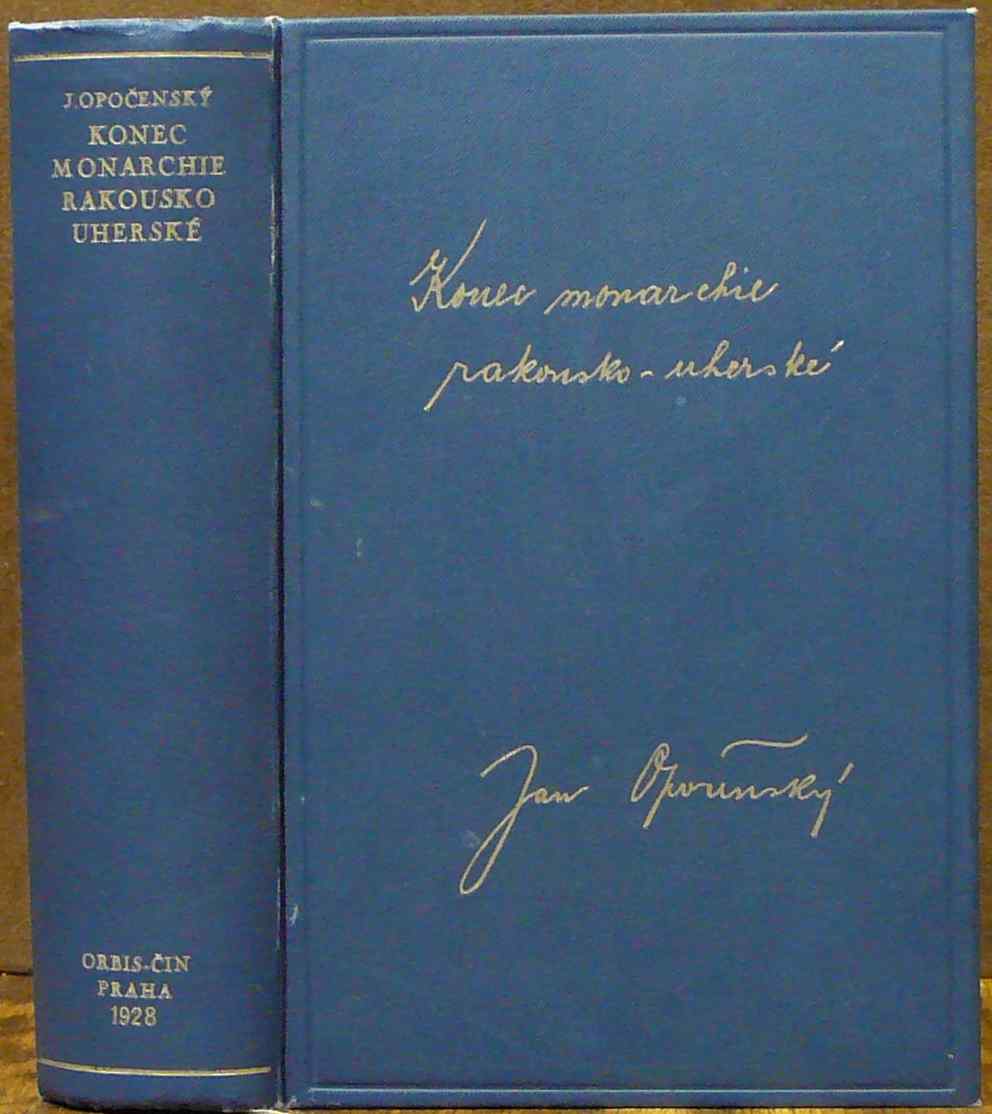 J. OPOČENSKÝ
KONEC
MONARCHIE
RAKOUSKO
UHERSKÉ
ORBIS-ČIN
PRAHA
1928
Konec monarchie
rakousko-uherské
Jan Opočenský